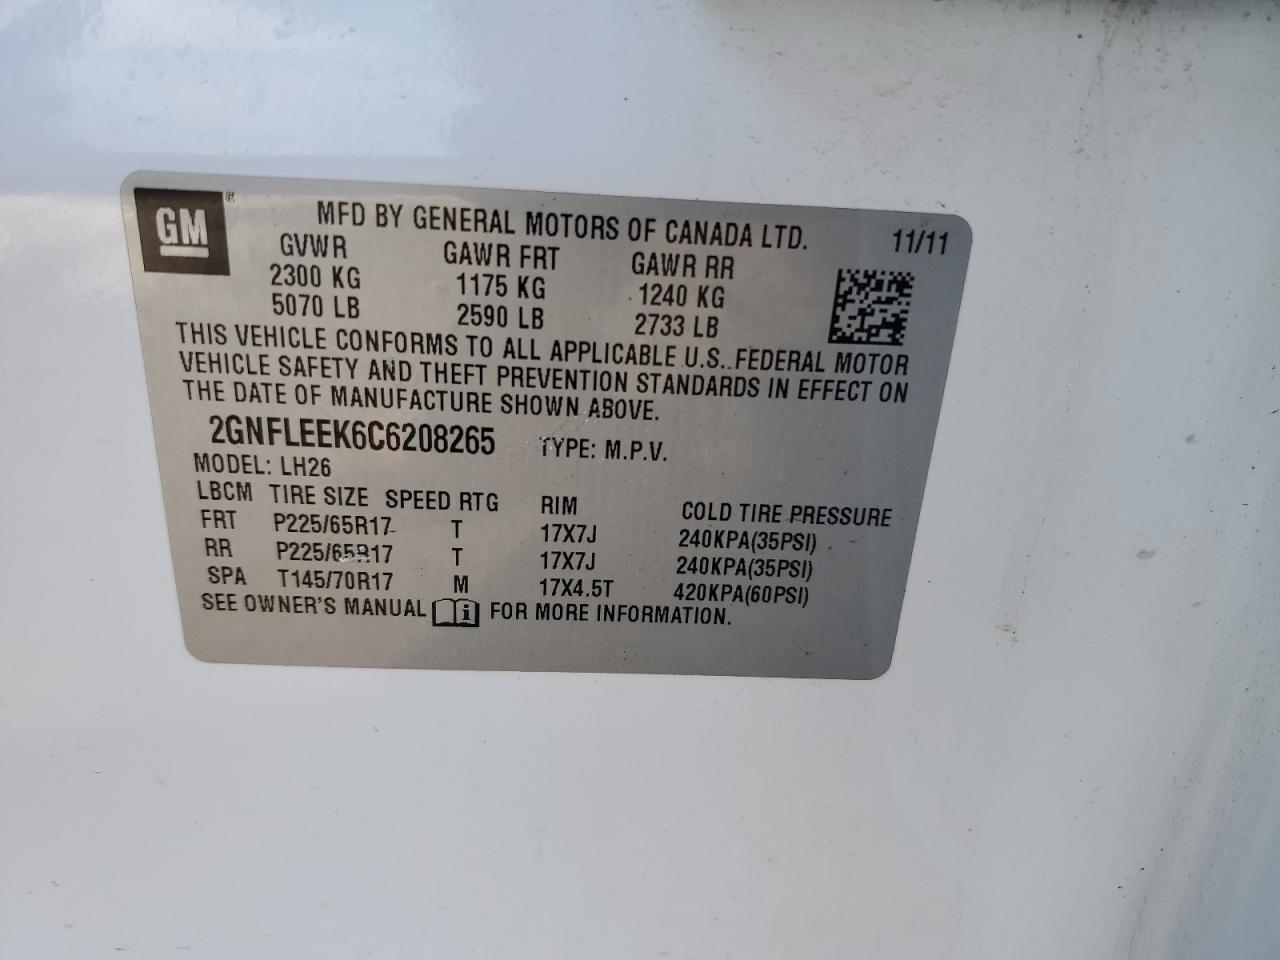 GM ®
MFD BY GENERAL MOTORS OF CANADA LTD. 11/11
GVWR GAWR FRT GAWR RR
2300 KG 1175 KG 1240 KG
5070 LB 2590 LB 2733 LB
THIS VEHICLE CONFORMS TO ALL APPLICABLE U.S. FEDERAL MOTOR
VEHICLE SAFETY AND THEFT PREVENTION STANDARDS IN EFFECT ON
THE DATE OF MANUFACTURE SHOWN ABOVE.
2GNFLEEK6C6208265 TYPE: M.P.V.
MODEL: LH26
LBCM TIRE SIZE SPEED RTG RIM COLD TIRE PRESSURE
FRT P225/65R17 T 17X7J 240KPA(35PSI)
RR P225/65R17 T 17X7J 240KPA(35PSI)
SPA T145/70R17 M 17X4.5T 420KPA(60PSI)
SEE OWNER'S MANUAL i FOR MORE INFORMATION.